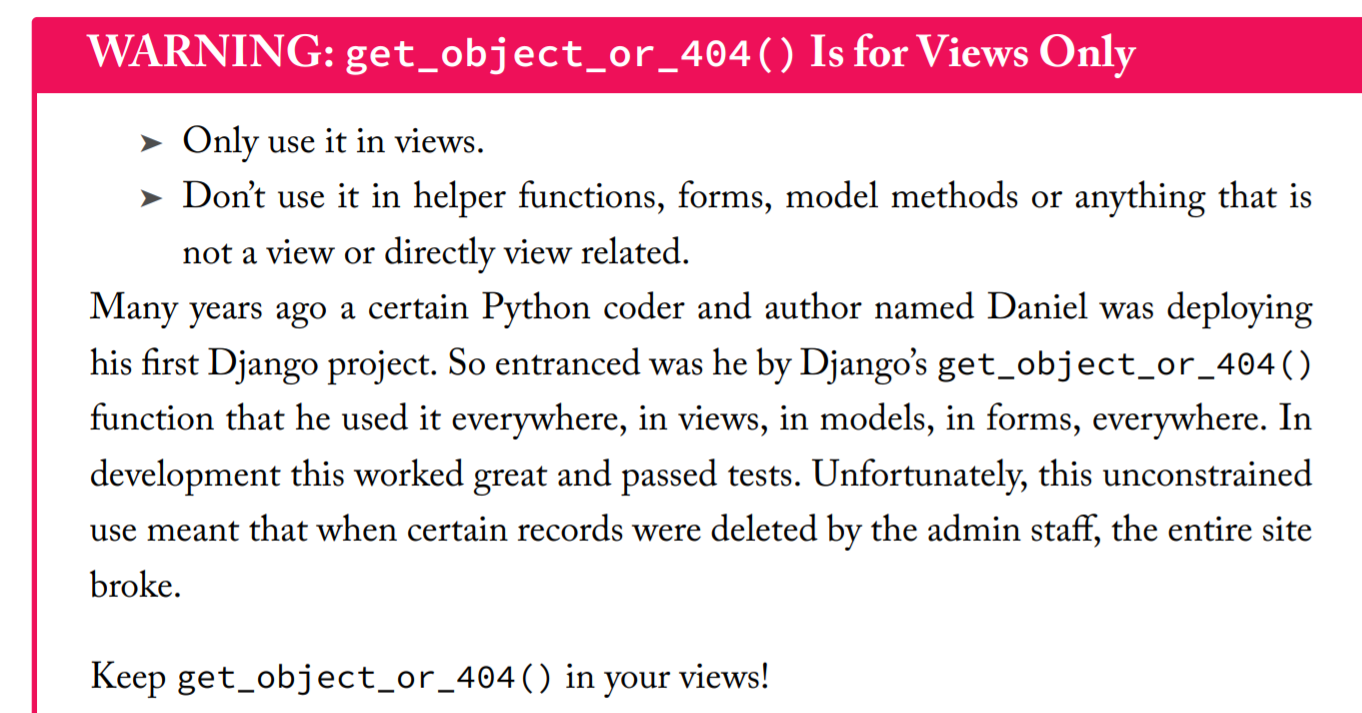 WARNING: get_object_or_404() Is for Views Only
➤ Only use it in views.
➤ Don’t use it in helper functions, forms, model methods or anything that is
not a view or directly view related.
Many years ago a certain Python coder and author named Daniel was deploying
his first Django project. So entranced was he by Django’s get_object_or_404()
function that he used it everywhere, in views, in models, in forms, everywhere. In
development this worked great and passed tests. Unfortunately, this unconstrained
use meant that when certain records were deleted by the admin staff, the entire site
broke.
Keep get_object_or_404() in your views!